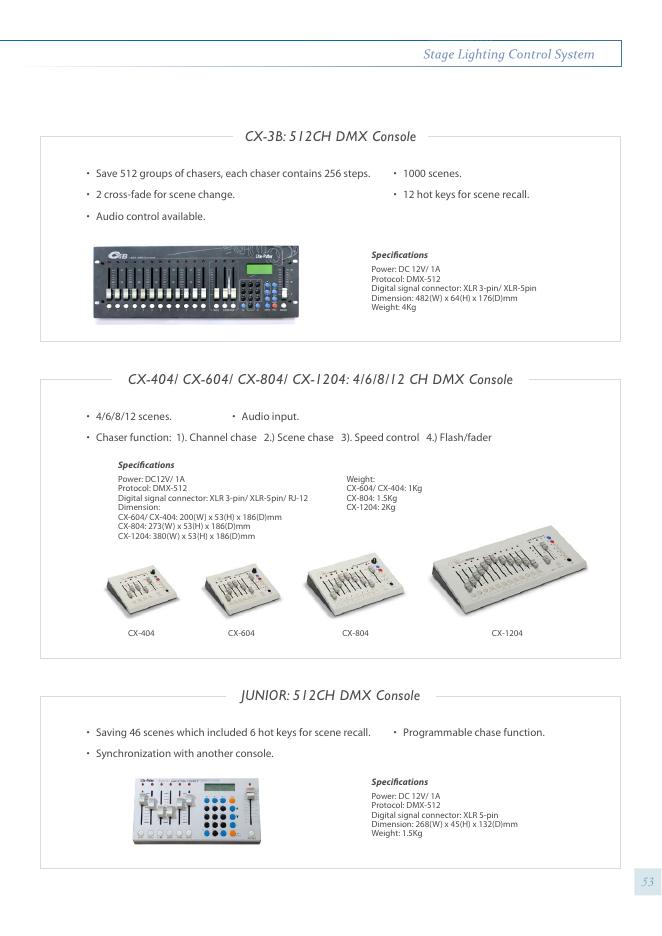 Stage Lighting Control System
CX-3B: 512CH DMX Console
• Save 512 groups of chasers, each chaser contains 256 steps.
• 1000 scenes.
• 2 cross-fade for scene change.
• 12 hot keys for scene recall.
• Audio control available.
Lite-Puter
Specifications
Power: DC 12V/ 1A
Protocol: DMX-512
Digital signal connector: XLR 3-pin/ XLR-5pin
Dimension: 482(W) x 64(H) x 176(D)mm
Weight: 4Kg
CX-404/ CX-604/ CX-804/ CX-1204: 4/6/8/12 CH DMX Console
• 4/6/8/12 scenes.
• Audio input.
• Chaser function: 1). Channel chase 2.) Scene chase 3). Speed control 4.) Flash/fader
Specifications
Power: DC12V/ 1A
Protocol: DMX-512
Digital signal connector: XLR 3-pin/ XLR-5pin/ RJ-12
Dimension:
CX-604/ CX-404: 200(W) x 53(H) x 186(D)mm
CX-804: 273(W) x 53(H) x 186(D)mm
CX-1204: 380(W) x 53(H) x 186(D)mm
Weight:
CX-604/ CX-404: 1Kg
CX-804: 1.5Kg
CX-1204: 2Kg
CX-404
CX-604
CX-804
CX-1204
JUNIOR: 512CH DMX Console
• Saving 46 scenes which included 6 hot keys for scene recall.
• Programmable chase function.
• Synchronization with another console.
Lite-Puter
Specifications
Power: DC 12V/ 1A
Protocol: DMX-512
Digital signal connector: XLR 5-pin
Dimension: 268(W) x 45(H) x 132(D)mm
Weight: 1.5Kg
53